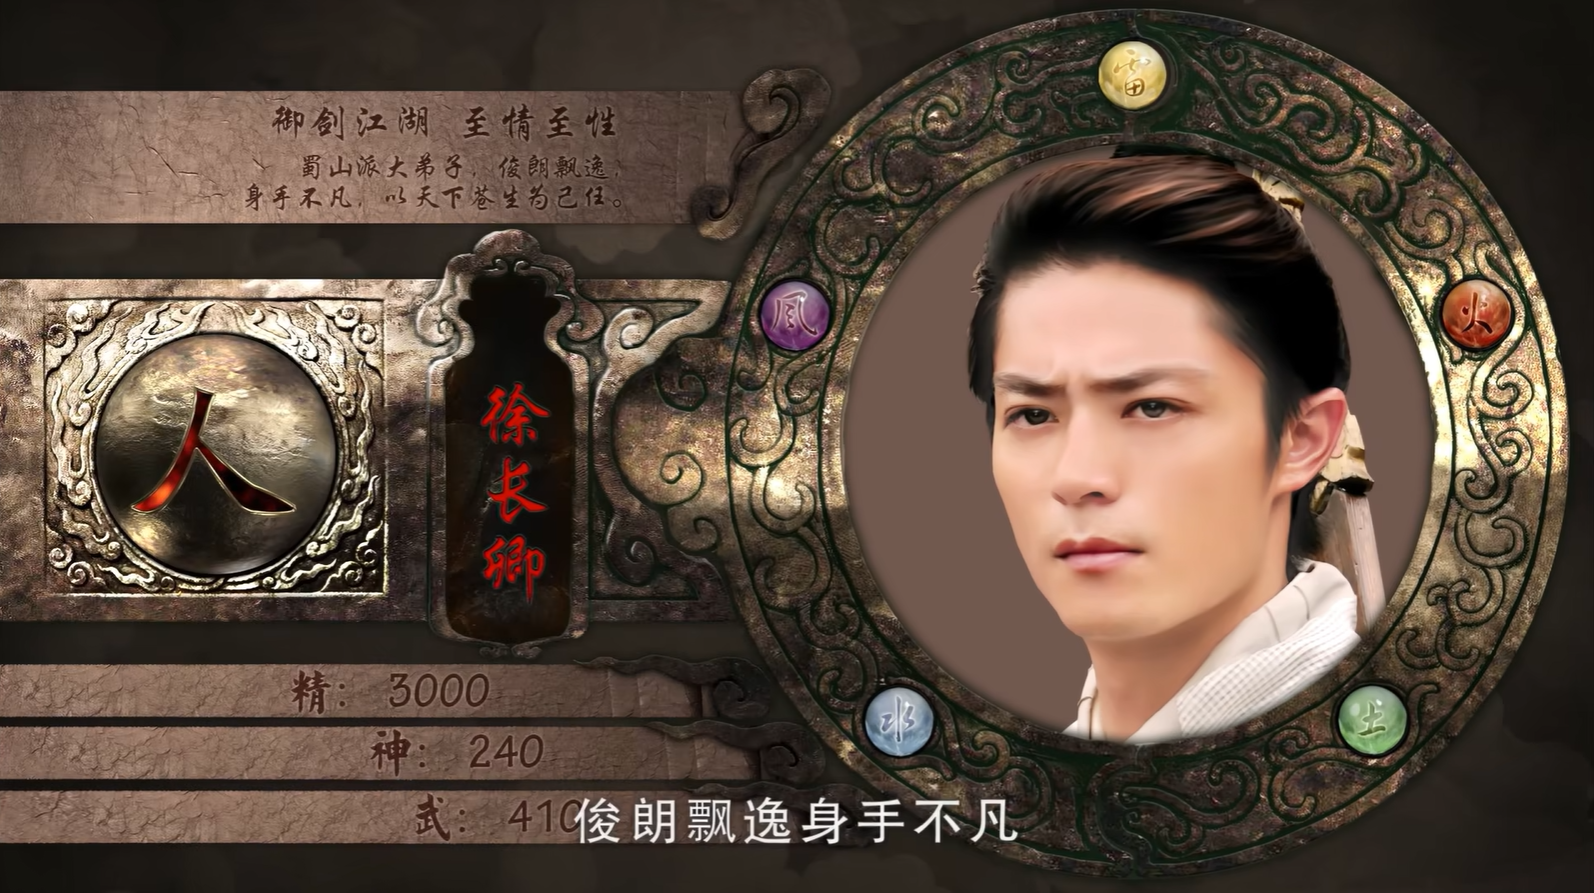 御剑江湖 至情至性
蜀山派大弟子，俊朗飘逸，
身手不凡，以天下苍生为己任。
雷
风
火
人
徐长卿
精： 3000
神： 240
武： 410
水
土
俊朗飘逸身手不凡